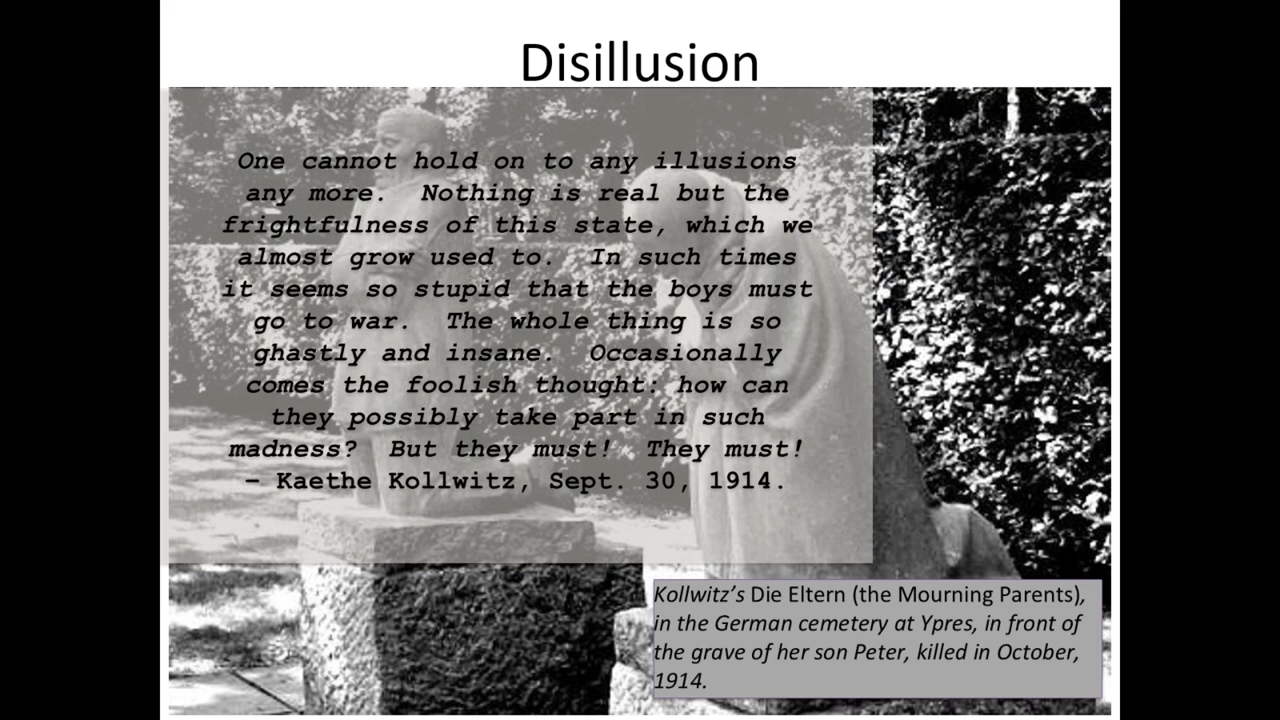 Disillusion
One cannot hold on to any illusions
any more.  Nothing is real but the
frightfulness of this state, which we
almost grow used to.  In such times
it seems so stupid that the boys must
go to war.  The whole thing is so
ghastly and insane.  Occasionally
comes the foolish thought: how can
they possibly take part in such
madness?  But they must!  They must!
– Kaethe Kollwitz, Sept. 30, 1914.
Kollwitz’s Die Eltern (the Mourning Parents),
in the German cemetery at Ypres, in front of
the grave of her son Peter, killed in October,
1914.